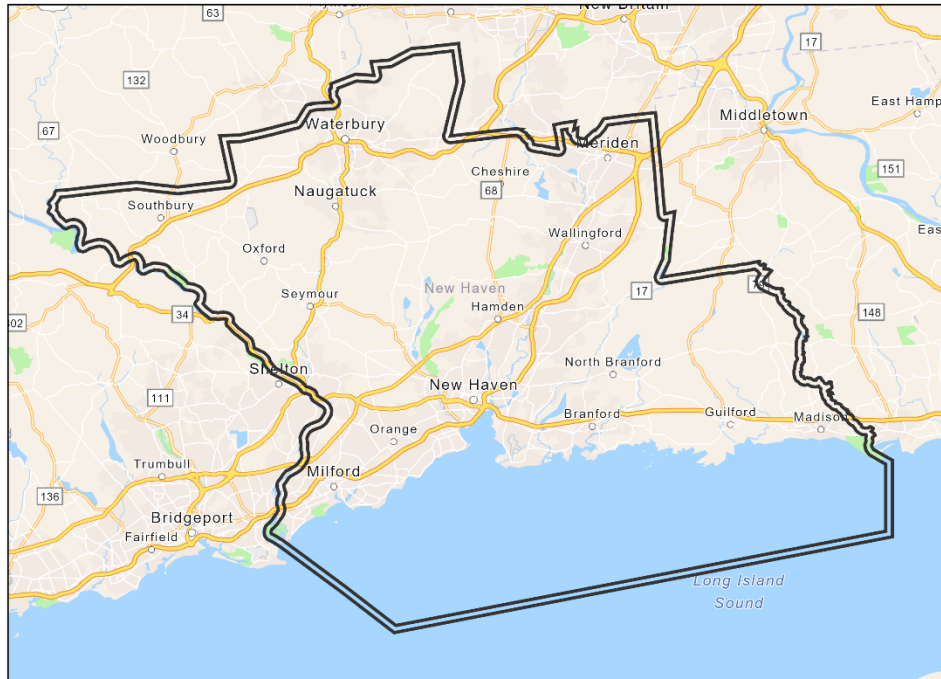 63
Plymouth
New Britain
17
132
67
Woodbury
Waterbury
Meriden
Middletown
East Hamp
Cheshire
68
151
Naugatuck
Southbury
Wallingford
Eas
Oxford
New Haven
Seymour
17
Hamden
34
148
302
North Branford
Shelton
New Haven
111
Branford
Guilford
Madison
Orange
Trumbull
Milford
136
Bridgeport
Fairfield
Long Island
Sound